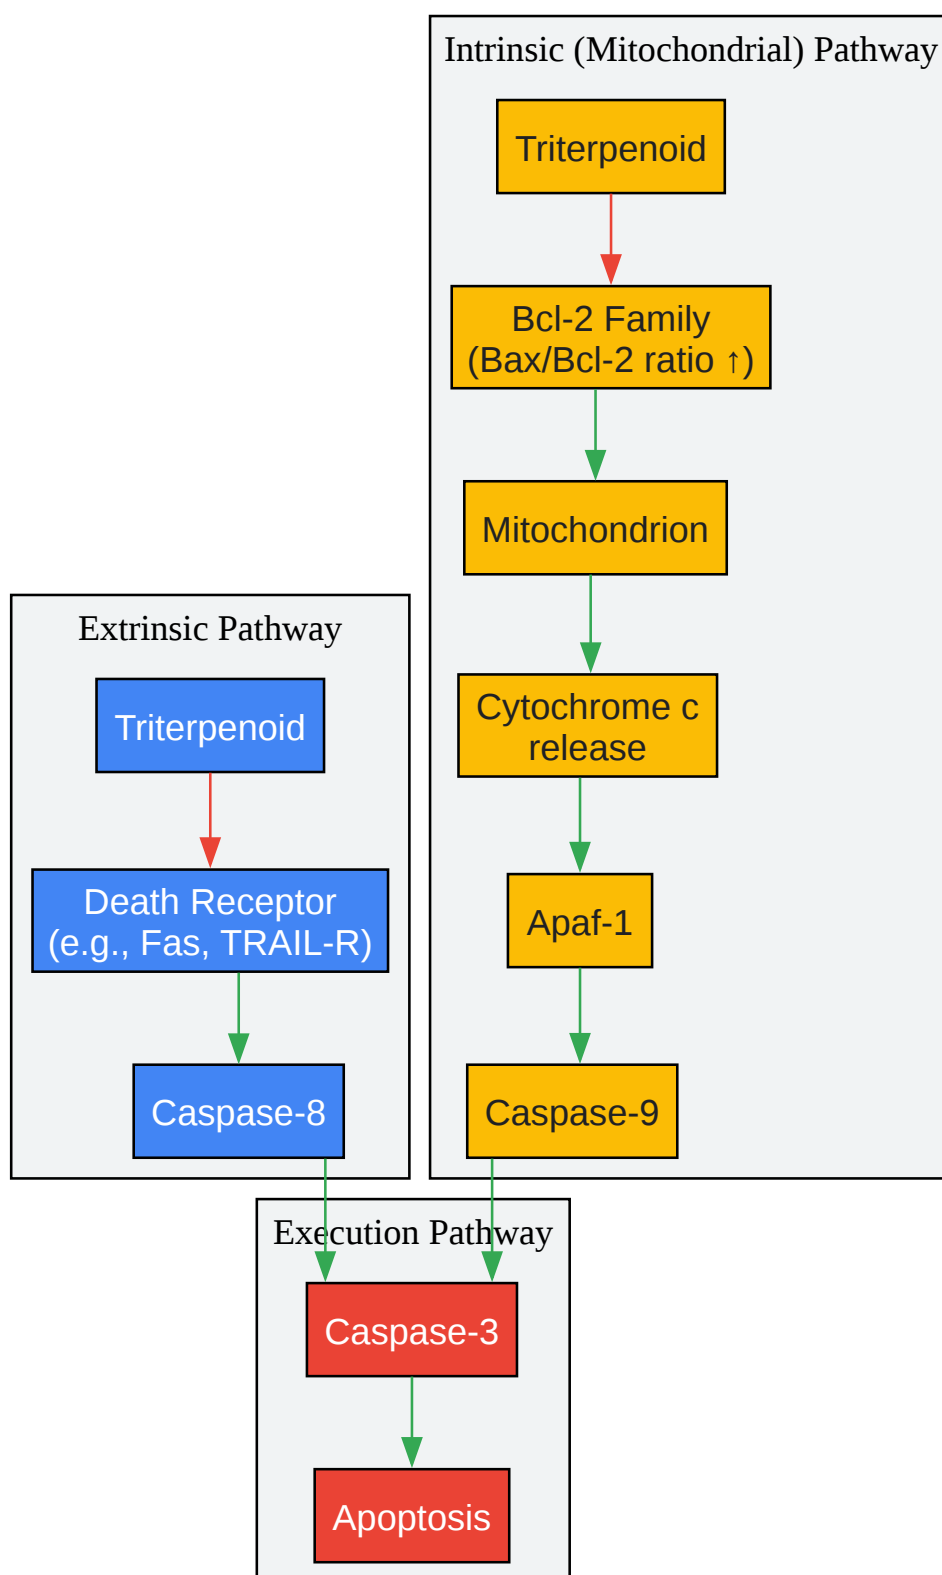 Intrinsic (Mitochondrial) Pathway
Triterpenoid
Bcl-2 Family
(Bax/Bcl-2 ratio ↑)
Mitochondrion
Cytochrome c
release
Apaf-1
Caspase-9
Extrinsic Pathway
Triterpenoid
Death Receptor
(e.g., Fas, TRAIL-R)
Caspase-8
Execution Pathway
Caspase-3
Apoptosis